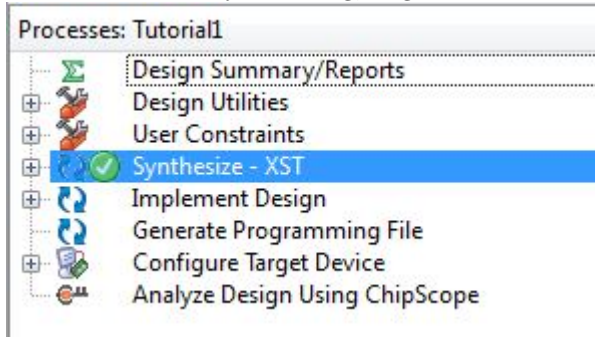 Processes: Tutorial1
Design Summary/Reports
Design Utilities
User Constraints
Synthesize - XST
Implement Design
Generate Programming File
Configure Target Device
Analyze Design Using ChipScope